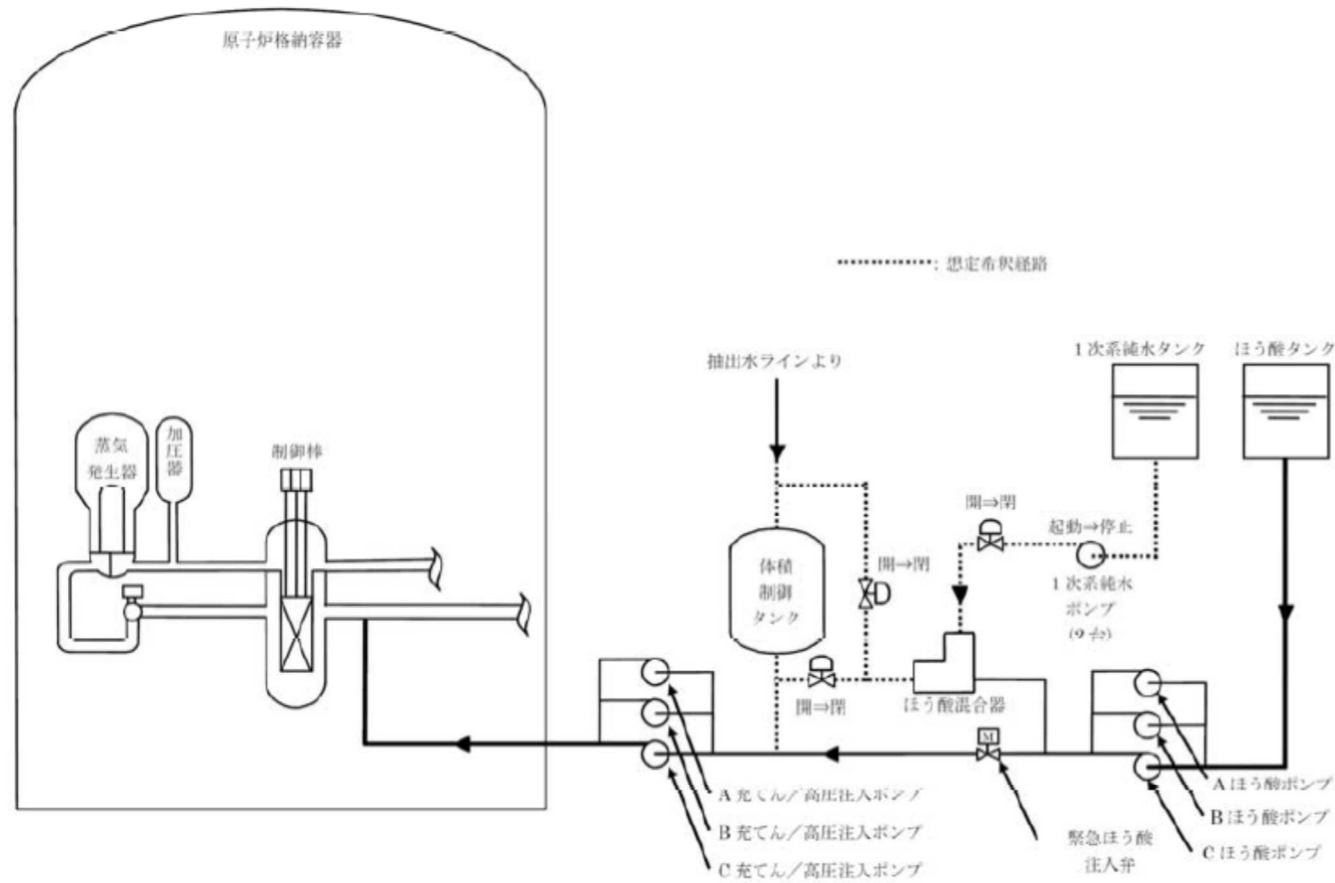 原子炉格納容器
:想定希釈経路
抽出水ラインより
1次系純水タンク
ほう酸タンク
蒸気
発生器
加圧器
制御棒
開⇒閉
起動⇒停止
1次系純水
ポンプ
体積
制御
タンク
開⇒閉
開⇒閉
ほう酸混合器
M
A 充てん/高圧注入ポンプ
B 充てん/高圧注入ポンプ
C 充てん/高圧注入ポンプ
緊急ほう酸
注入弁
A ほう酸ポンプ
B ほう酸ポンプ
C ほう酸ポンプ